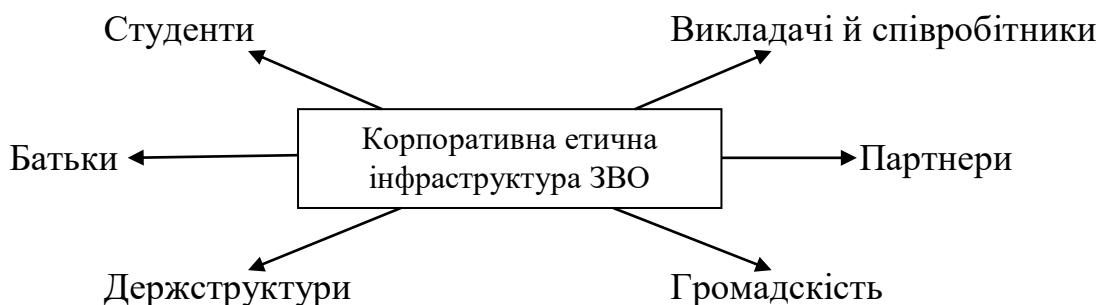 Студенти
Викладачі й співробітники
Корпоративна етична
інфраструктура ЗВО
Батьки
Партнери
Держструктури
Громадскість